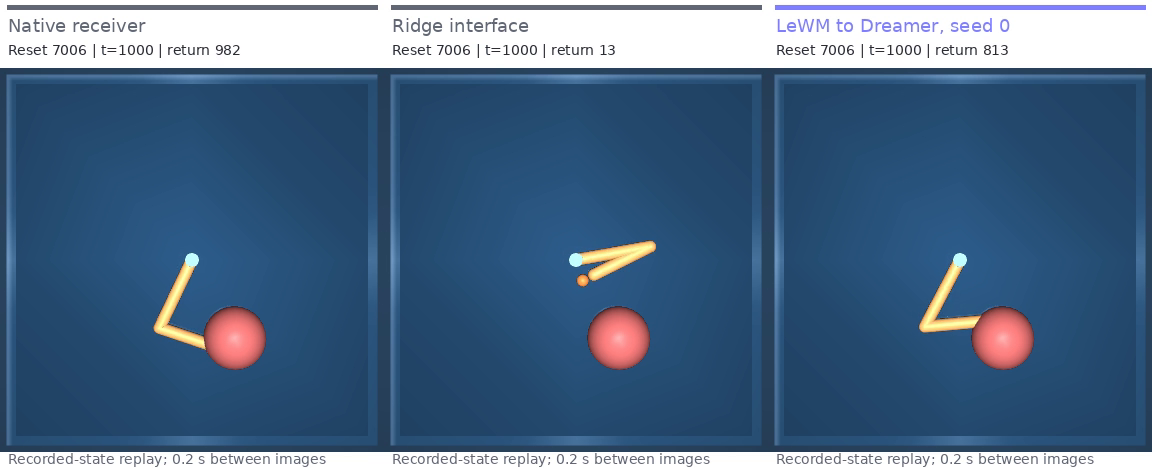 Native receiver
Reset 7006 | t=1000 | return 982
Ridge interface
Reset 7006 | t=1000 | return 13
LeWM to Dreamer, seed 0
Reset 7006 | t=1000 | return 813
Recorded-state replay; 0.2 s between images
Recorded-state replay; 0.2 s between images
Recorded-state replay; 0.2 s between images